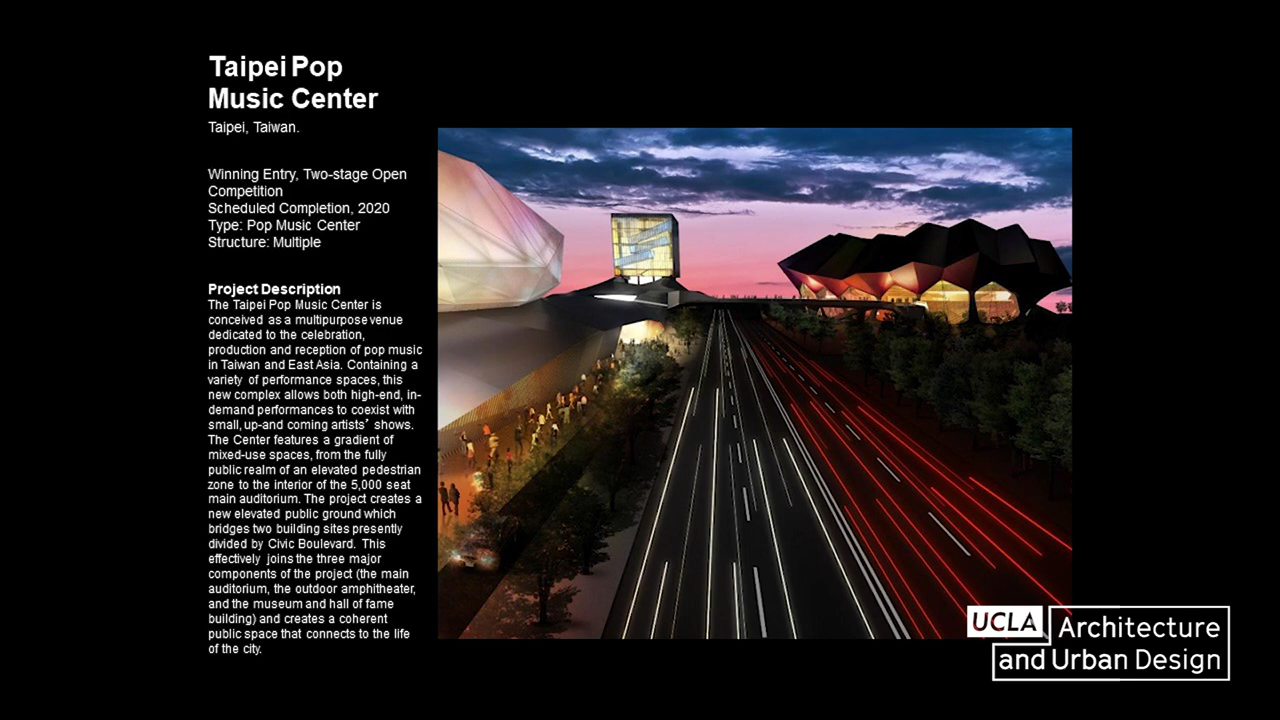 Taipei Pop
Music Center
Taipei, Taiwan.
Winning Entry, Two-stage Open
Competition
Scheduled Completion, 2020
Type: Pop Music Center
Structure: Multiple
Project Description
The Taipei Pop Music Center is
conceived as a multipurpose venue
dedicated to the celebration,
production and reception of pop music
in Taiwan and East Asia. Containing a
variety of performance spaces, this
new complex allows both high-end, in-
demand performances to coexist with
small, up-and coming artists’ shows.
The Center features a gradient of
mixed-use spaces, from the fully
public realm of an elevated pedestrian
zone to the interior of the 5,000 seat
main auditorium. The project creates a
new elevated public ground which
bridges two building sites presently
divided by Civic Boulevard. This
effectively joins the three major
components of the project (the main
auditorium, the outdoor amphitheater,
and the museum and hall of fame
building) and creates a coherent
public space that connects to the life
of the city.
UCLA Architecture
and Urban Design